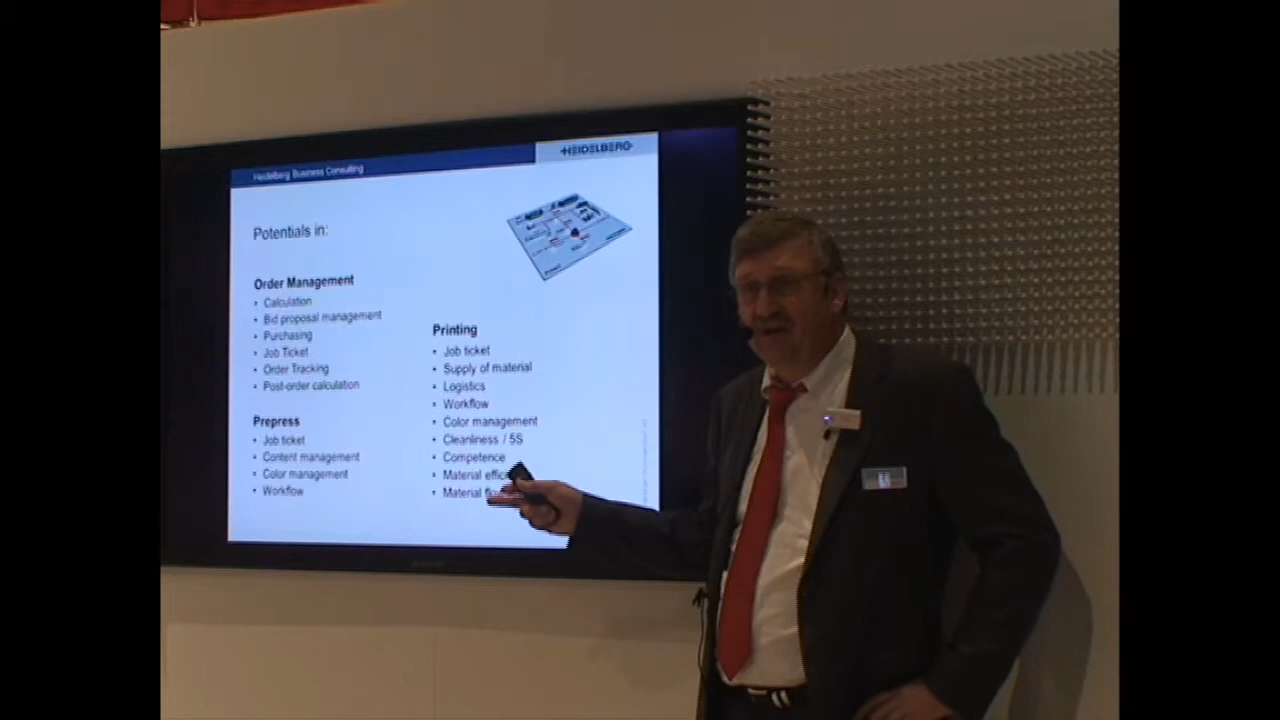 Heidelberg Business Consulting
HEIDELBERG
Potentials in:
Order Management
• Calculation
• Bid proposal management
• Purchasing
• Job Ticket
• Order Tracking
• Post-order calculation
Prepress
• Job ticket
• Content management
• Color management
• Workflow
Printing
• Job ticket
• Supply of material
• Logistics
• Workflow
• Color management
• Cleanliness / 5S
• Competence
• Material
• Material